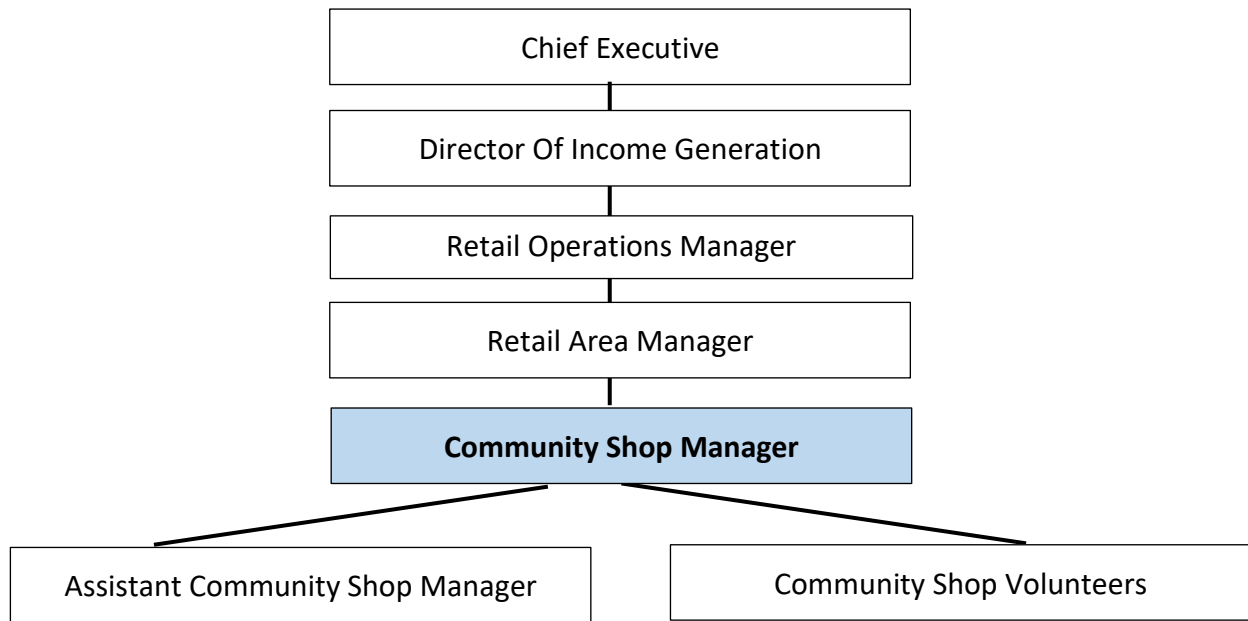 Chief Executive
Director Of Income Generation
Retail Operations Manager
Retail Area Manager
Community Shop Manager
Assistant Community Shop Manager
Community Shop Volunteers